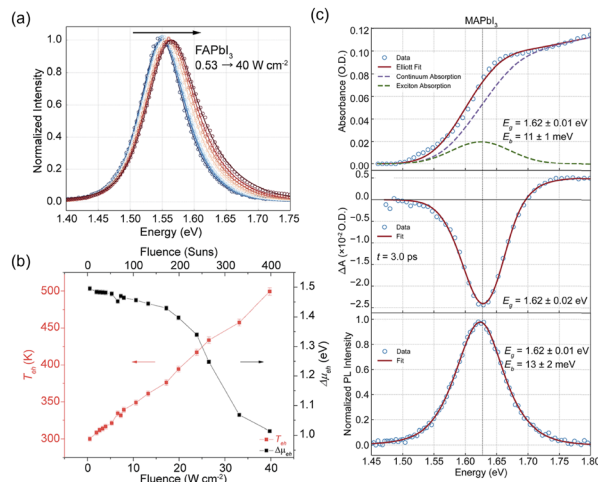 (a)
FAPbI3
0.53 → 40 W cm-2
Normalized Intensity
1.0
0.8
0.6
0.4
0.2
0.0
1.40 1.45 1.50 1.55 1.60 1.65 1.70 1.75
Energy (eV)
(b)
Fluence (Suns)
0 100 200 300 400
Teh (K)
500
450
400
350
300
Δμeh (eV)
1.5
1.4
1.3
1.2
1.1
1.0
Teh
Δμeh
0 10 20 30 40
Fluence (W cm-2)
(c)
MAPbI3
Absorbance (O.D.)
0.12
0.10
0.08
0.06
0.04
0.02
0.00
Data
Elliott Fit
Continuum Absorption
Exciton Absorption
Eg = 1.62 ± 0.01 eV
Eb = 11 ± 1 meV
ΔA (×10-2 O.D.)
0.5
0.0
-0.5
-1.0
-1.5
-2.0
-2.5
Data
Fit
t = 3.0 ps
Eg = 1.62 ± 0.02 eV
Normalized PL Intensity
1.0
0.8
0.6
0.4
0.2
0.0
Data
Fit
Eg = 1.62 ± 0.01 eV
Eb = 13 ± 2 meV
1.45 1.50 1.55 1.60 1.65 1.70 1.75 1.80
Energy (eV)